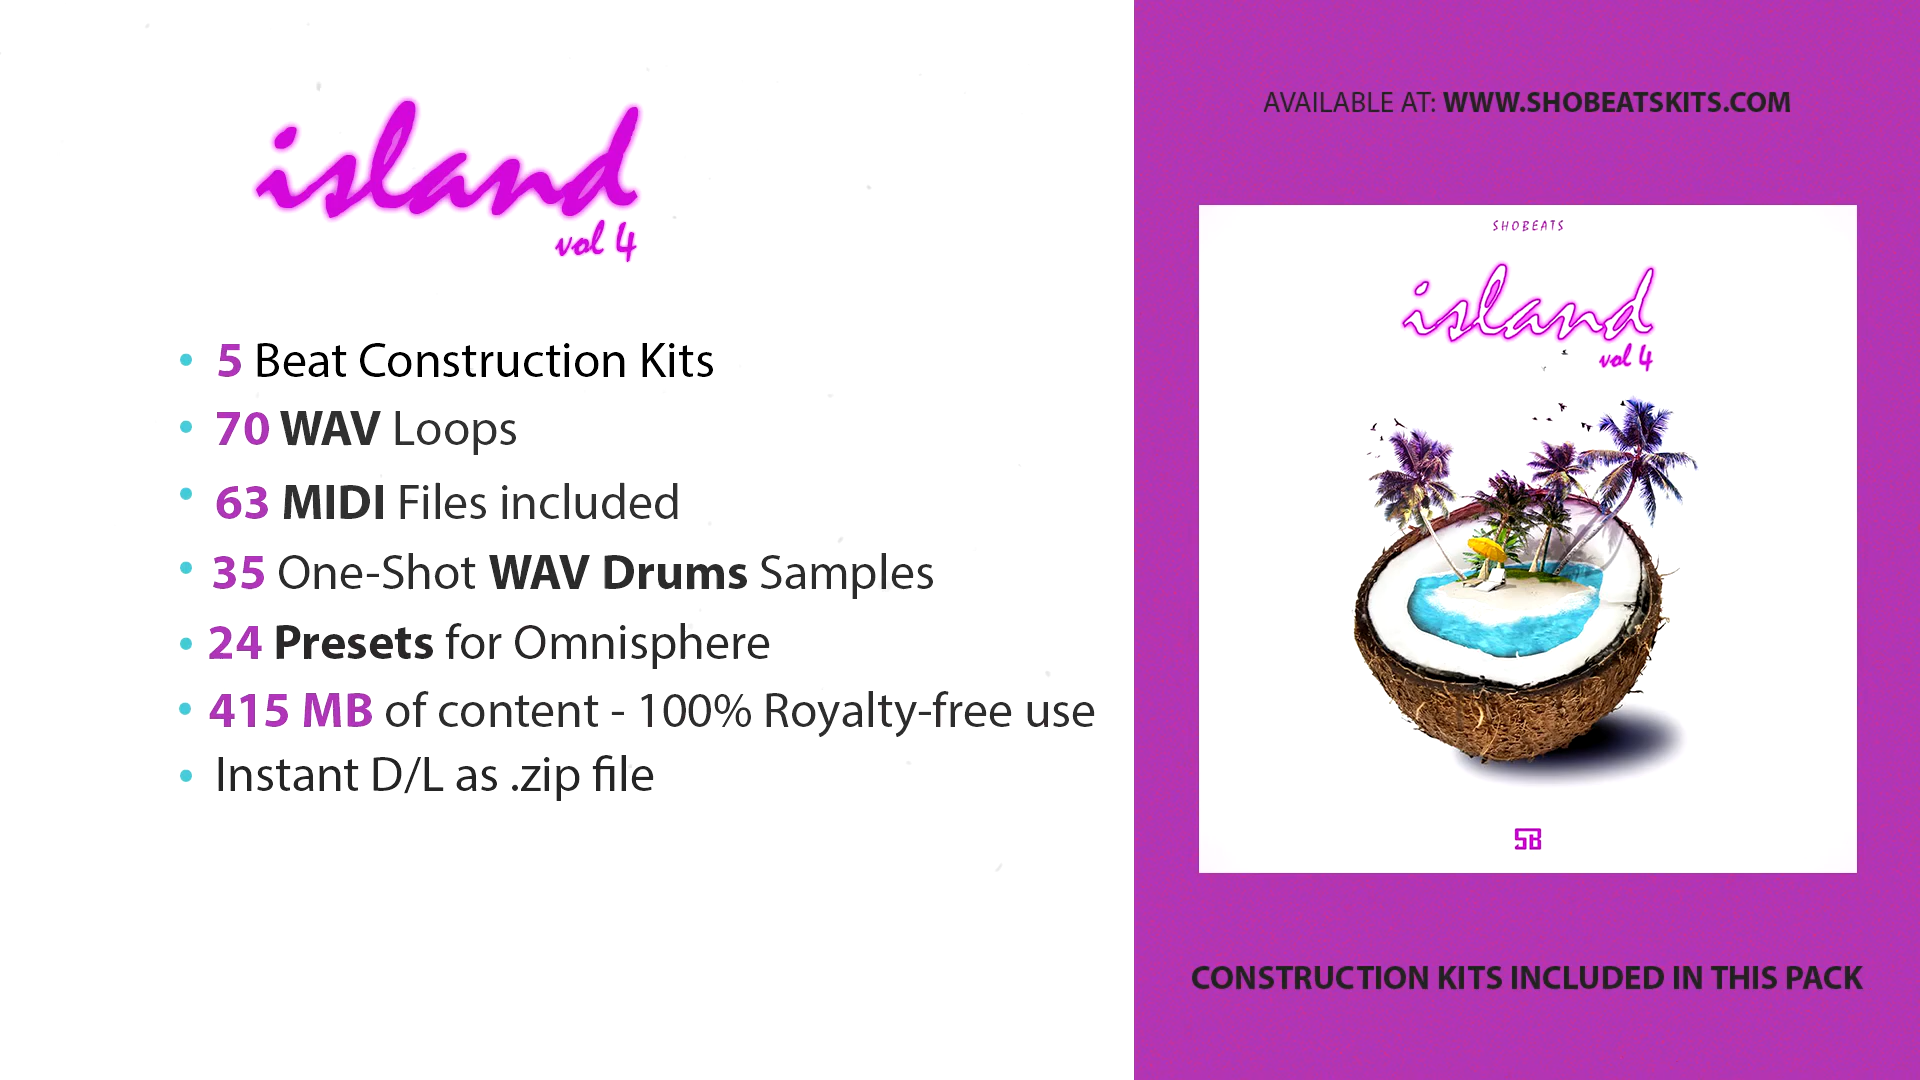 island
vol 4
• 5 Beat Construction Kits
• 70 WAV Loops
• 63 MIDI Files included
• 35 One-Shot WAV Drums Samples
• 24 Presets for Omnisphere
• 415 MB of content - 100% Royalty-free use
• Instant D/L as .zip file
AVAILABLE AT: WWW.SHOBEATSKITS.COM
SHOBEATS
island
vol 4
SB
CONSTRUCTION KITS INCLUDED IN THIS PACK